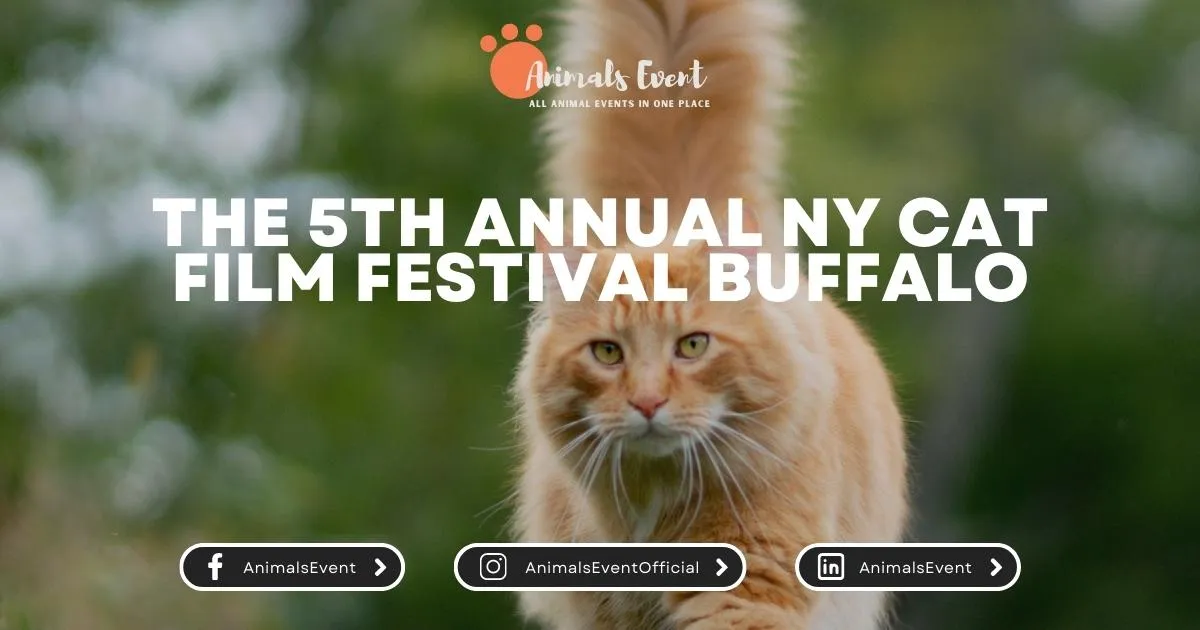 Animals Event
ALL ANIMAL EVENTS IN ONE PLACE
THE 5TH ANNUAL NY CAT
FILM FESTIVAL BUFFALO
AnimalsEvent
AnimalsEventOfficial
AnimalsEvent